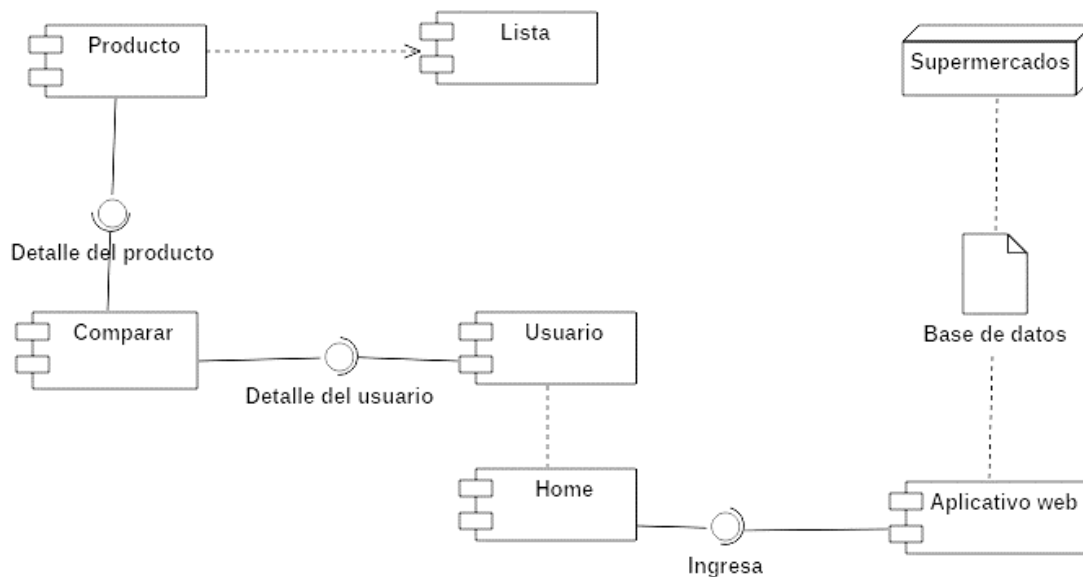 Producto
Lista
Supermercados
Detalle del producto
Base de datos
Comparar
Usuario
Detalle del usuario
Home
Aplicativo web
Ingresa